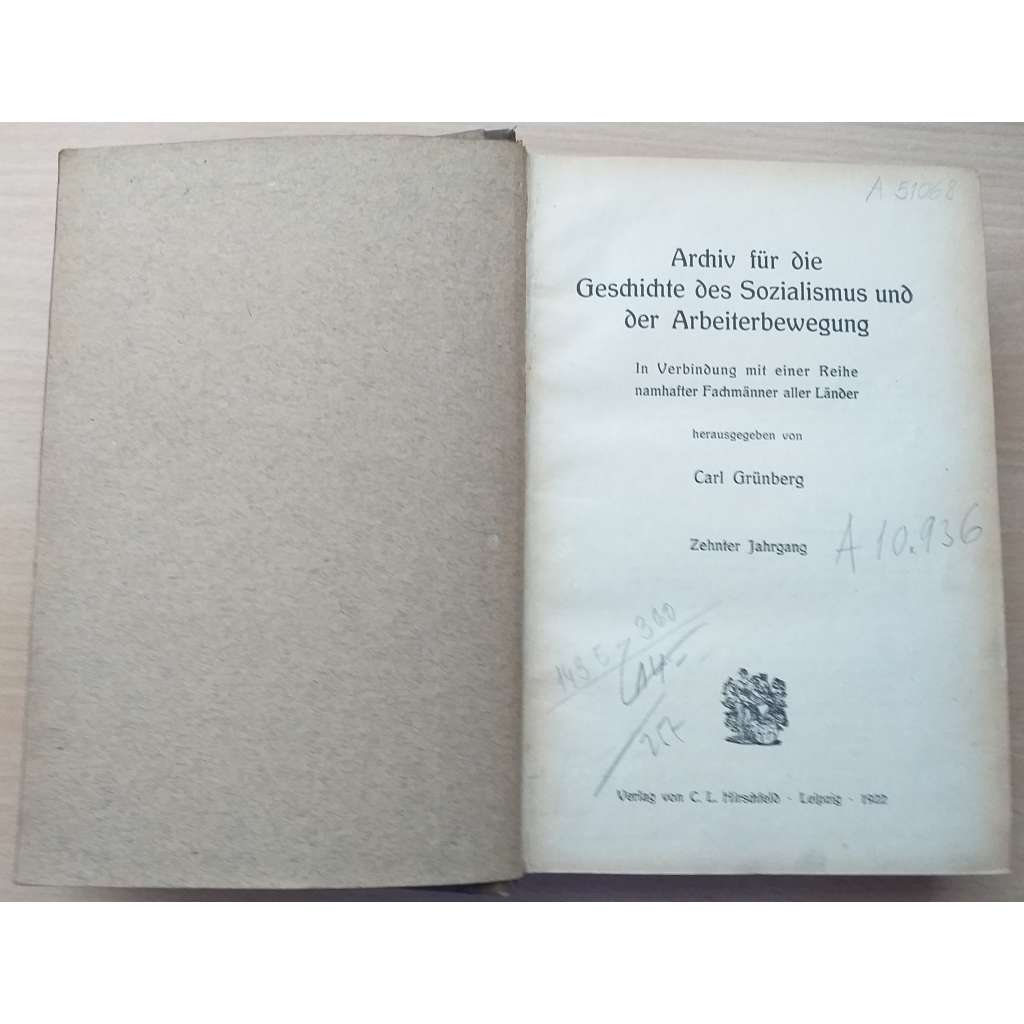 A 51068
Archiv für die
Geschichte des Sozialismus und
der Arbeiterbewegung
In Verbindung mit einer Reihe
namhafter Fachmänner aller Länder
herausgegeben von
Carl Grünberg
Zehnter Jahrgang
A 10.936
360
Verlag von C. L. Hirschfeld - Leipzig - 1922